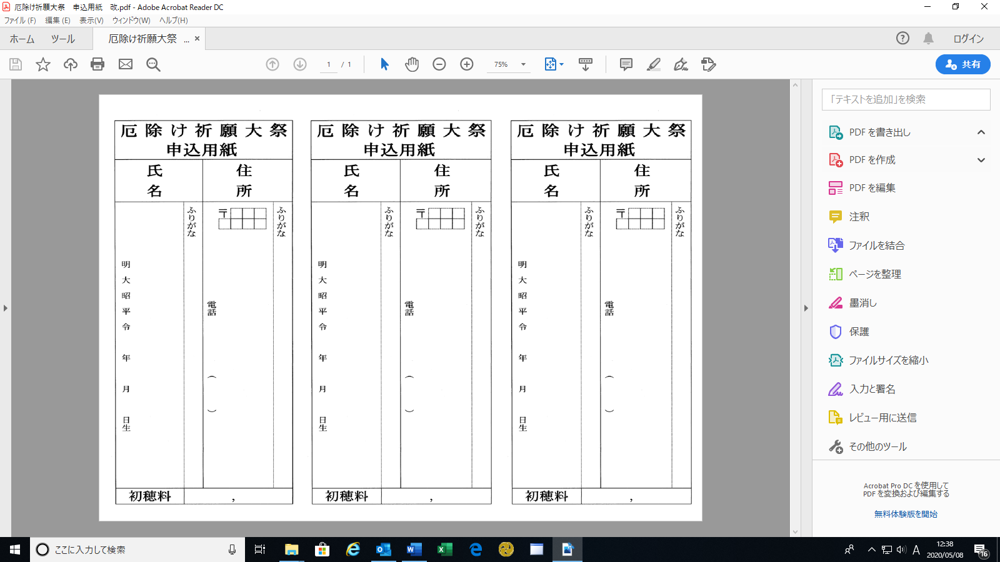 厄除け祈願大祭　申込用紙　改.pdf - Adobe Acrobat Reader DC
ファイル(F) 編集(E) 表示(V) ウィンドウ(W) ヘルプ(H)
ホーム ツール 厄除け祈願大祭 ... ×
ログイン
1 / 1 75%
共有
厄除け祈願大祭
申込用紙
氏名
住所
ふりがな
〒
ふりがな
明大昭平令 年 月 日生
電話
( )
初穂料 ,
厄除け祈願大祭
申込用紙
氏名
住所
ふりがな
〒
ふりがな
明大昭平令 年 月 日生
電話
( )
初穂料 ,
厄除け祈願大祭
申込用紙
氏名
住所
ふりがな
〒
ふりがな
明大昭平令 年 月 日生
電話
( )
初穂料 ,
「テキストを追加」を検索
PDF を書き出し
PDF を作成
PDF を編集
注釈
ファイルを結合
ページを整理
墨消し
保護
ファイルサイズを縮小
入力と署名
レビュー用に送信
その他のツール
Acrobat Pro DC を使用して
PDF を変換および編集する
無料体験版を開始
ここに入力して検索
A
12:38
2020/05/08
16